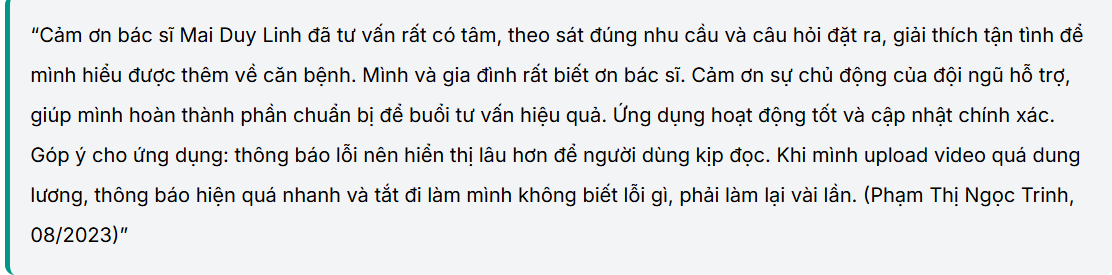 “Cảm ơn bác sĩ Mai Duy Linh đã tư vấn rất có tâm, theo sát đúng nhu cầu và câu hỏi đặt ra, giải thích tận tình để
mình hiểu được thêm về căn bệnh. Mình và gia đình rất biết ơn bác sĩ. Cảm ơn sự chủ động của đội ngũ hỗ trợ,
giúp mình hoàn thành phần chuẩn bị để buổi tư vấn hiệu quả. Ứng dụng hoạt động tốt và cập nhật chính xác.
Góp ý cho ứng dụng: thông báo lỗi nên hiển thị lâu hơn để người dùng kịp đọc. Khi mình upload video quá dung
lương, thông báo hiện quá nhanh và tắt đi làm mình không biết lỗi gì, phải làm lại vài lần. (Phạm Thị Ngọc Trinh,
08/2023)”